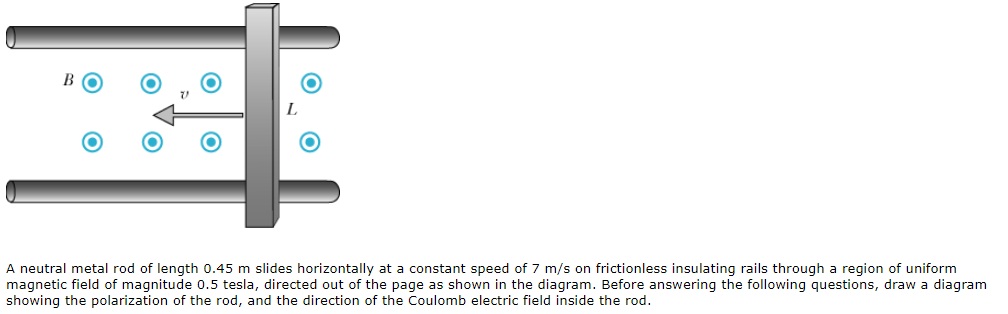 B
v
L
A neutral metal rod of length 0.45 m slides horizontally at a constant speed of 7 m/s on frictionless insulating rails through a region of uniform
magnetic field of magnitude 0.5 tesla, directed out of the page as shown in the diagram. Before answering the following questions, draw a diagram
showing the polarization of the rod, and the direction of the Coulomb electric field inside the rod.